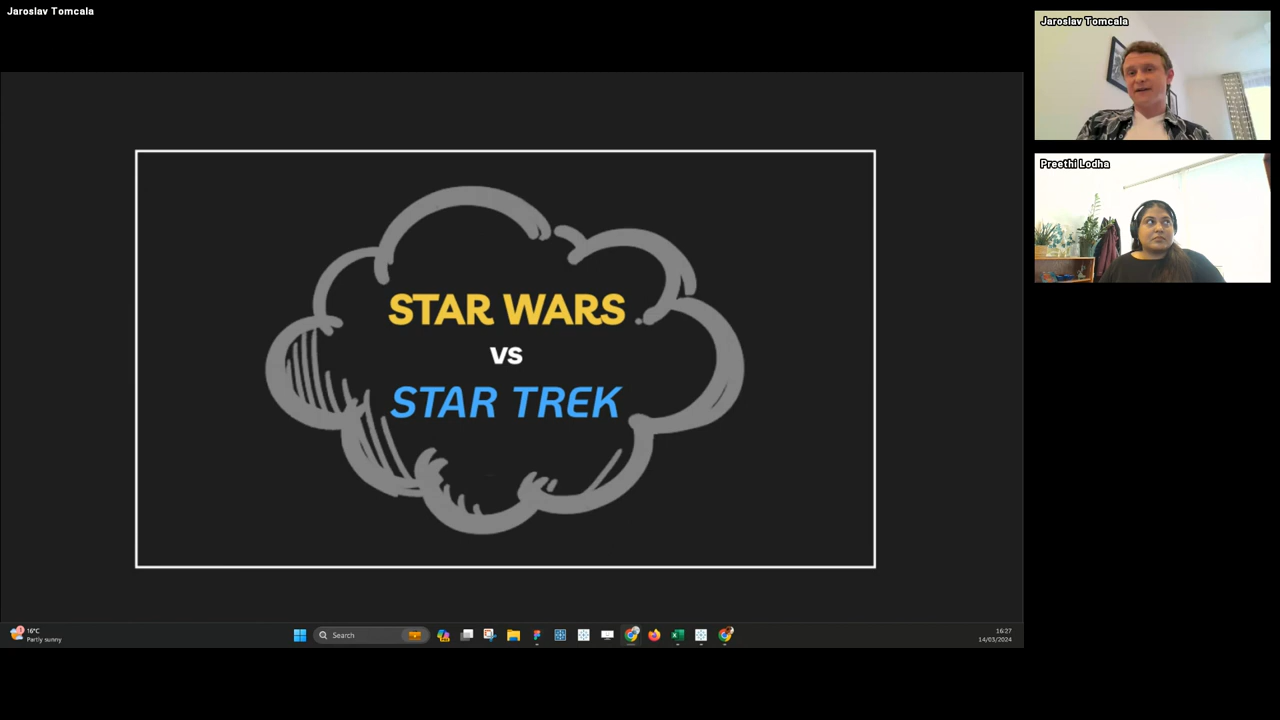 Jaroslav Tomcala
Jaroslav Tomcala
Preethi Lodha
STAR WARS
vs
STAR TREK
1
16°C
Partly sunny
Search
16:27
14/03/2024